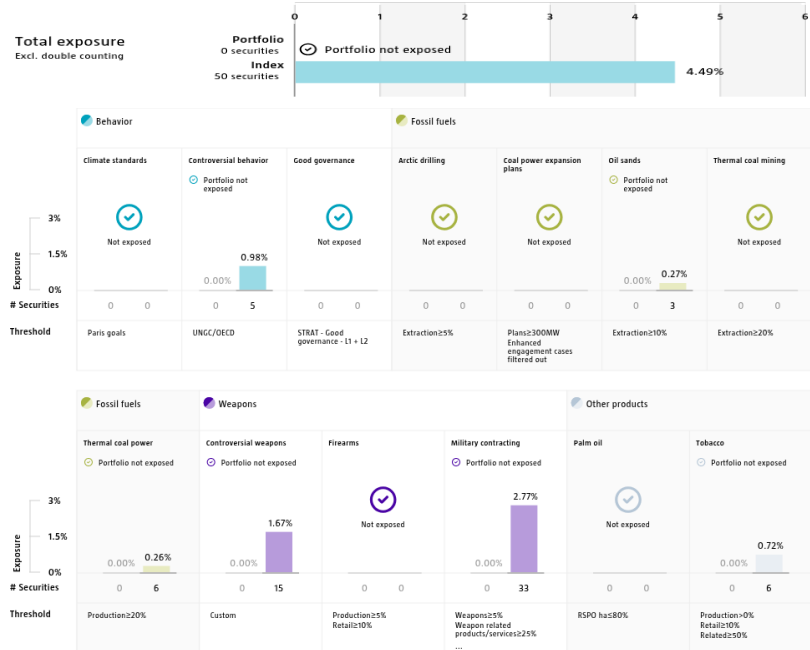 0 1 2 3 4 5 6
Total exposure
Excl. double counting
Portfolio
0 securities
Portfolio not exposed
Index
50 securities
4.49%
Behavior
Fossil fuels
Climate standards
Controversial behavior
Good governance
Arctic drilling
Coal power expansion
plans
Oil sands
Thermal coal mining
Portfolio not
exposed
Portfolio not
exposed
Not exposed
Not exposed
Not exposed
Not exposed
Not exposed
Exposure
3%
1.5%
0%
0.00% 0.98%
0.00% 0.27%
# Securities 0 0 0 5 0 0 0 0 0 0 0 3 0 0
Threshold
Paris goals
UNGC/OECD
STRAT - Good
governance - L1 + L2
Extraction≥5%
Plans≥300MW
Enhanced
engagement cases
filtered out
Extraction≥10%
Extraction≥20%
Fossil fuels
Weapons
Other products
Thermal coal power
Controversial weapons
Firearms
Military contracting
Palm oil
Tobacco
Portfolio not exposed
Portfolio not exposed
Portfolio not exposed
Portfolio not exposed
Not exposed
Not exposed
Exposure
3%
1.5%
0%
0.00% 0.26%
0.00% 1.67%
0.00% 2.77%
0.00% 0.72%
# Securities 0 6 0 15 0 0 0 33 0 0 0 6
Threshold
Production≥20%
Custom
Production≥5%
Retail≥10%
Weapons≥5%
Weapon related
products/services≥25%
...
RSPO ha≤80%
Production>0%
Retail≥10%
Related≥50%